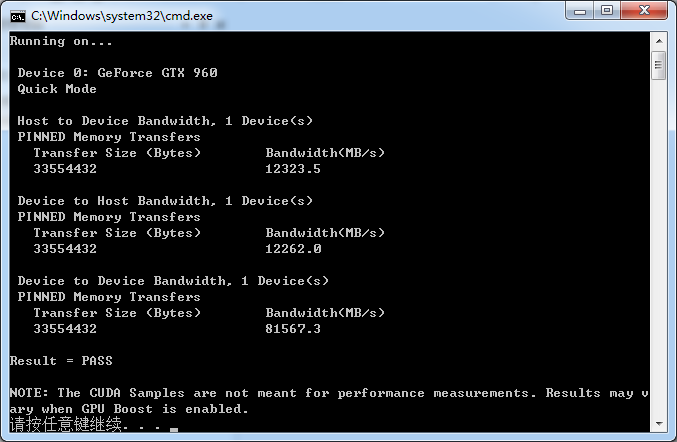 C:\Windows\system32\cmd.exe
Running on...
Device 0: GeForce GTX 960
Quick Mode
Host to Device Bandwidth, 1 Device(s)
PINNED Memory Transfers
Transfer Size (Bytes) Bandwidth(MB/s)
33554432 12323.5
Device to Host Bandwidth, 1 Device(s)
PINNED Memory Transfers
Transfer Size (Bytes) Bandwidth(MB/s)
33554432 12262.0
Device to Device Bandwidth, 1 Device(s)
PINNED Memory Transfers
Transfer Size (Bytes) Bandwidth(MB/s)
33554432 81567.3
Result = PASS
NOTE: The CUDA Samples are not meant for performance measurements. Results may v
ary when GPU Boost is enabled.
请按任意键继续. . .